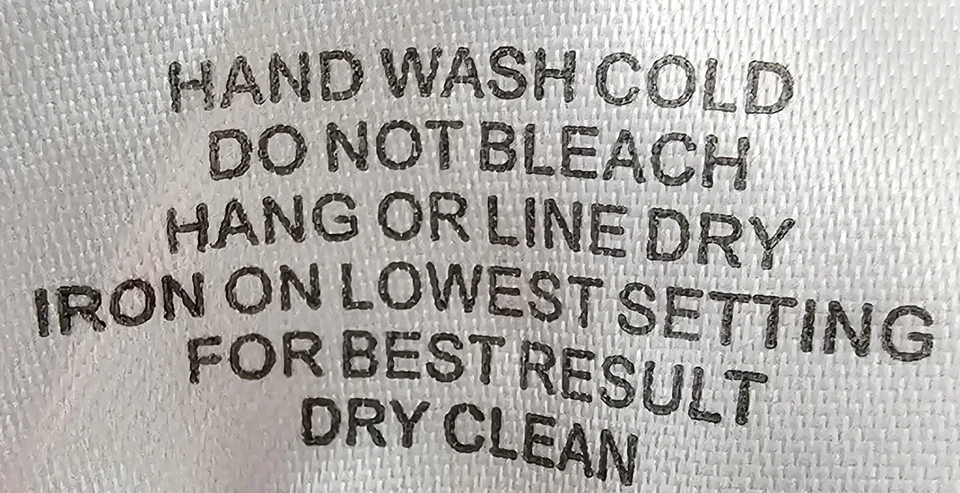 HAND WASH COLD
DO NOT BLEACH
HANG OR LINE DRY
IRON ON LOWEST SETTING
FOR BEST RESULT
DRY CLEAN